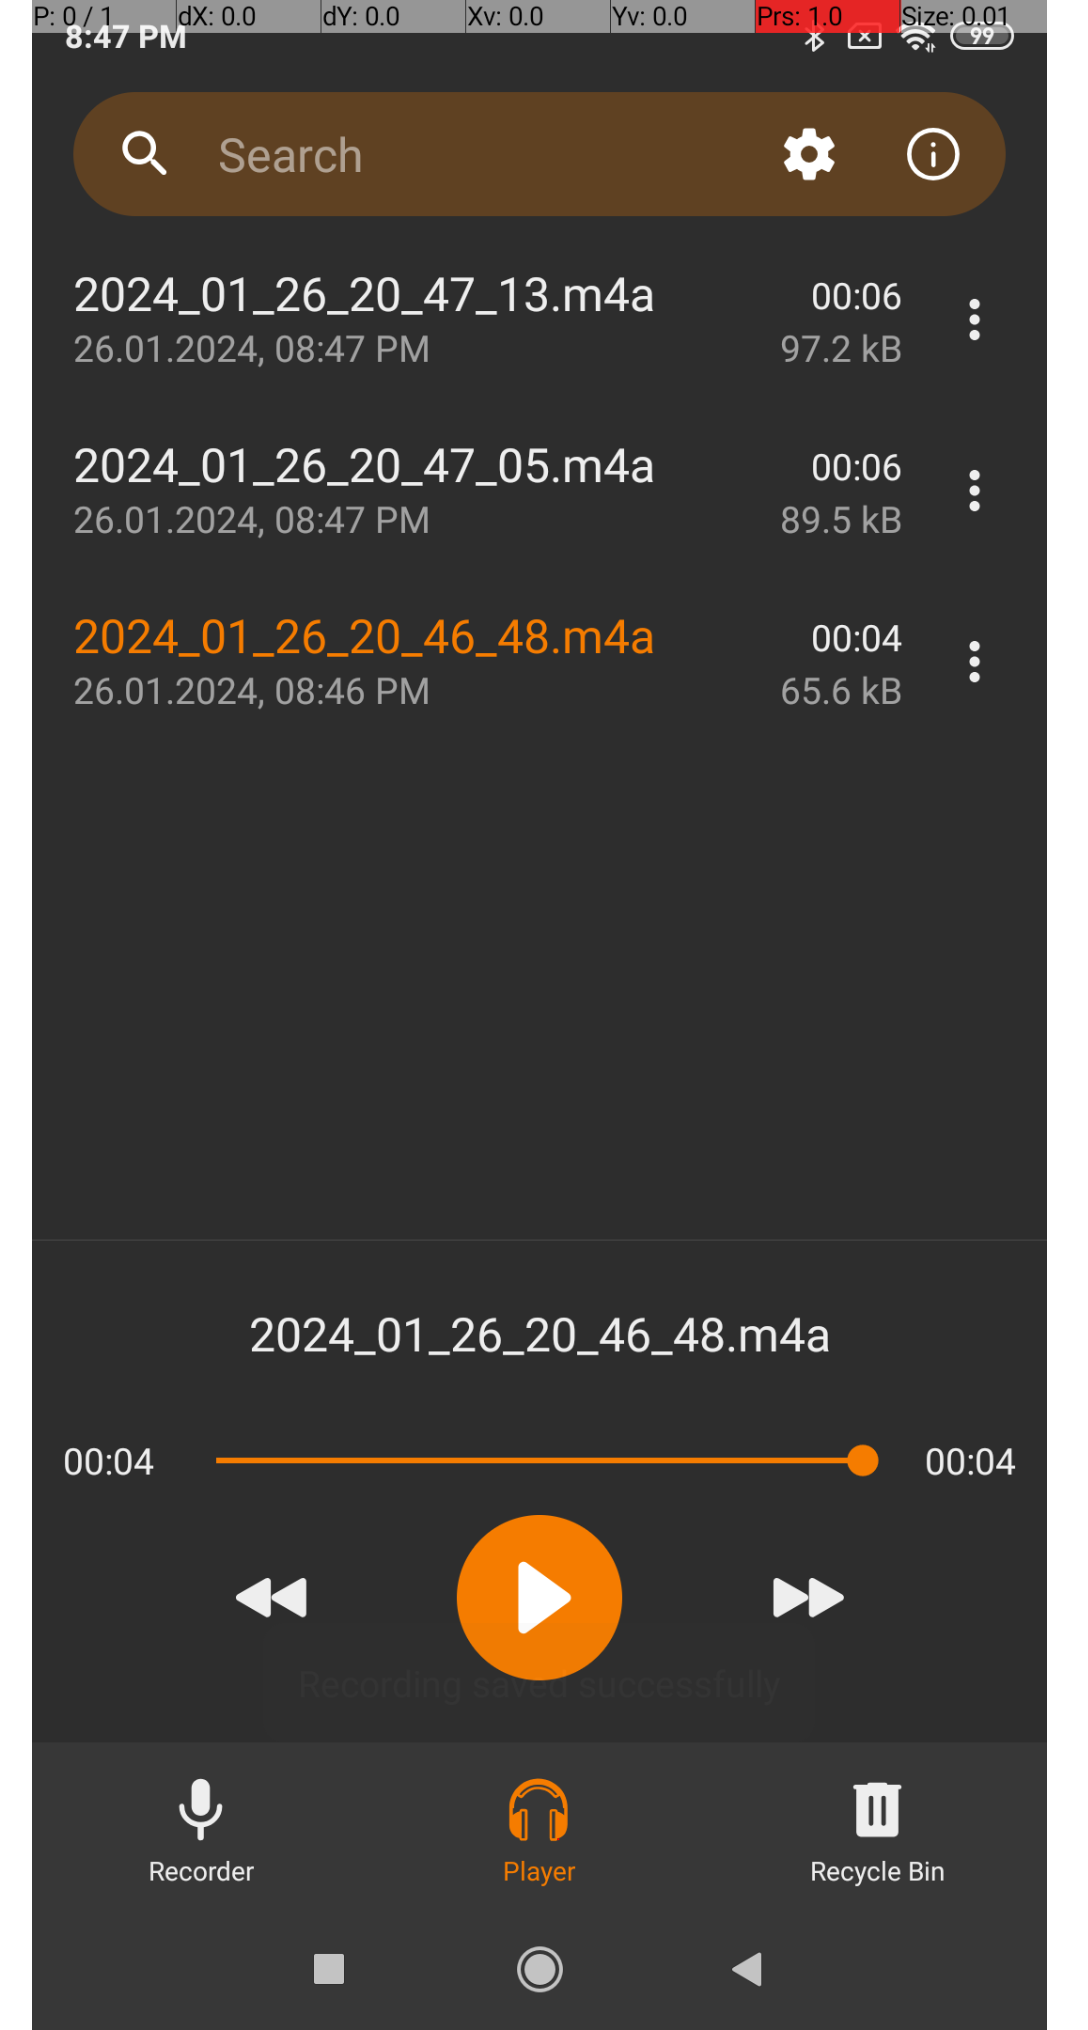 P: 0 / 1 dX: 0.0 dY: 0.0 Xv: 0.0 Yv: 0.0 Prs: 1.0 Size: 0.01
8:47 PM 99
Search
2024_01_26_20_47_13.m4a 00:06
26.01.2024, 08:47 PM 97.2 kB
2024_01_26_20_47_05.m4a 00:06
26.01.2024, 08:47 PM 89.5 kB
2024_01_26_20_46_48.m4a 00:04
26.01.2024, 08:46 PM 65.6 kB
2024_01_26_20_46_48.m4a
00:04 00:04
Recording saved successfully
Recorder Player Recycle Bin